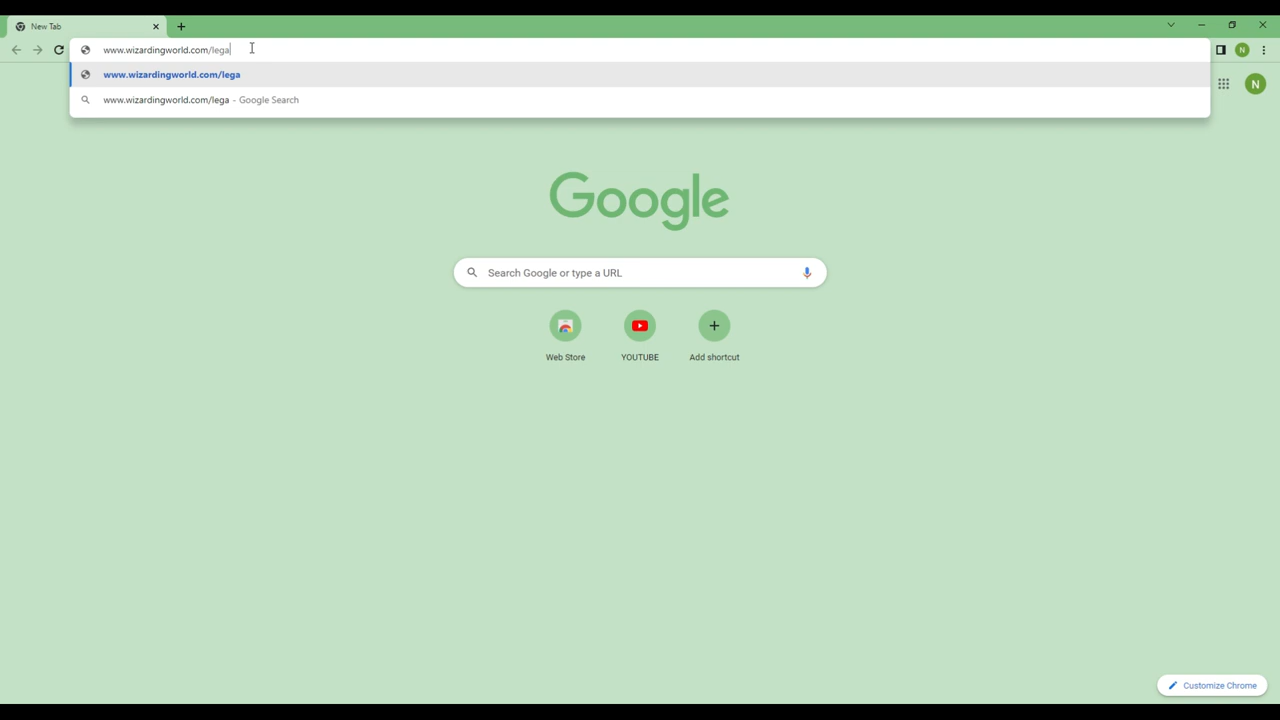 New Tab
www.wizardingworld.com/lega
N
www.wizardingworld.com/lega
www.wizardingworld.com/lega - Google Search
N
Google
Search Google or type a URL
Web Store
YOUTUBE
Add shortcut
Customize Chrome